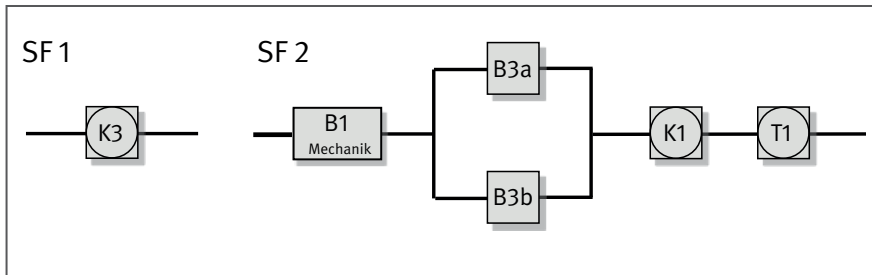 SF 1
SF 2
B3a
K3
B1
Mechanik
K1
T1
B3b